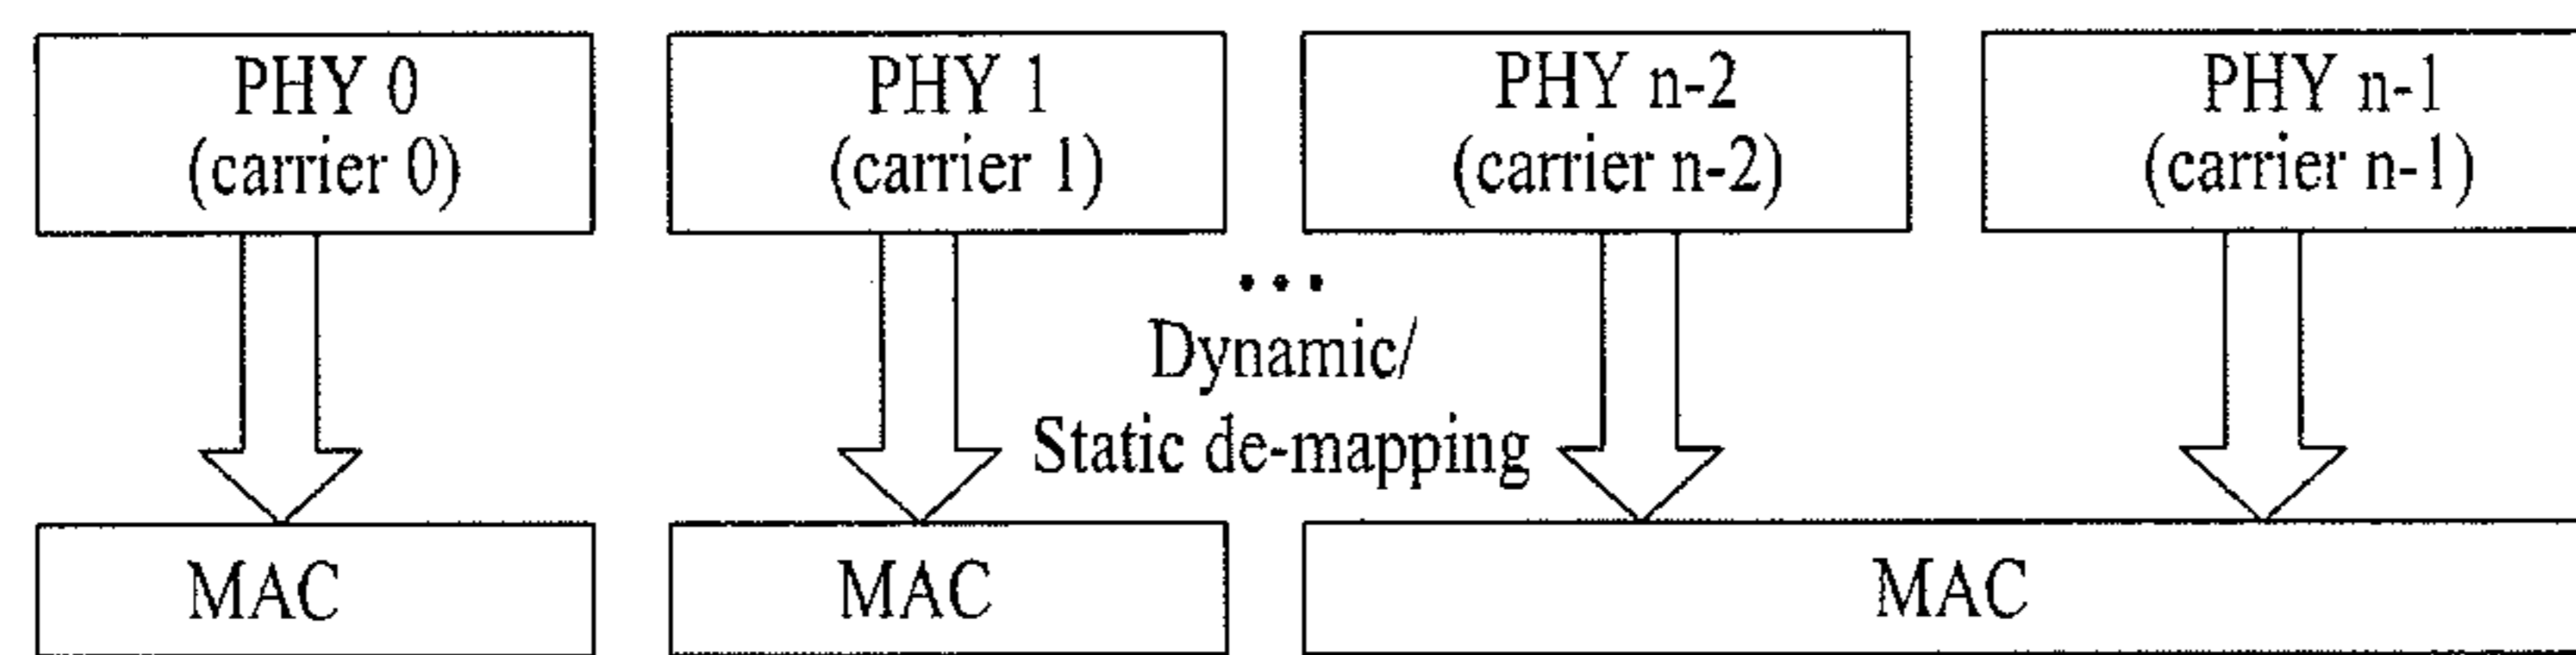 PHY 0
(carrier 0)
PHY 1
(carrier 1)
PHY n-2
(carrier n-2)
PHY n-1
(carrier n-1)
...
Dynamic/
Static de-mapping
MAC
MAC
MAC